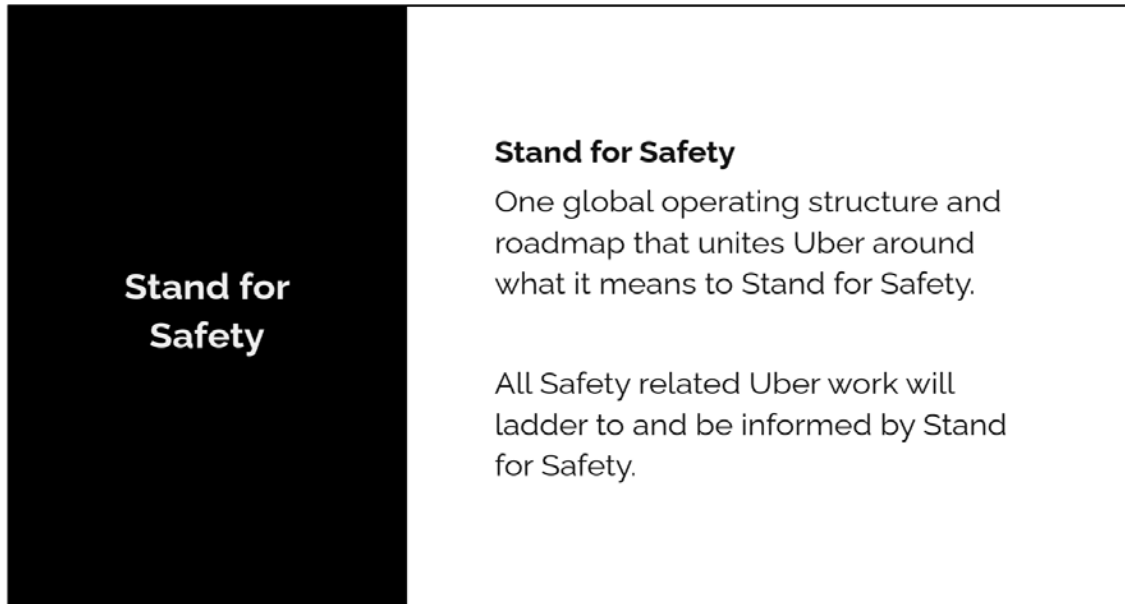 Stand for
Safety
Stand for Safety
One global operating structure and
roadmap that unites Uber around
what it means to Stand for Safety.
All Safety related Uber work will
ladder to and be informed by Stand
for Safety.